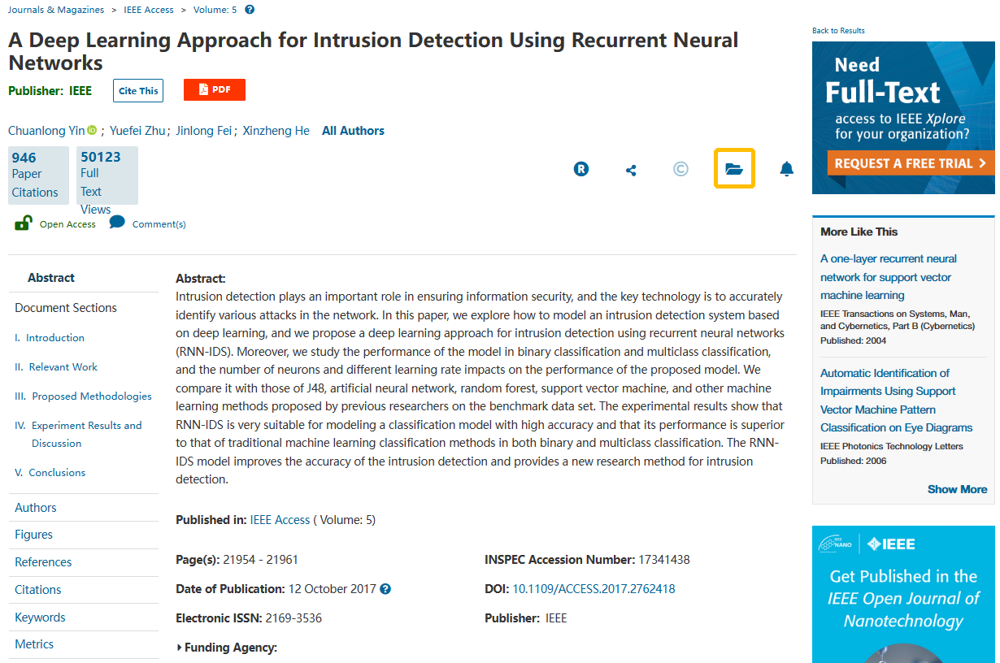 Journals & Magazines > IEEE Access > Volume: 5 ?
A Deep Learning Approach for Intrusion Detection Using Recurrent Neural
Networks
Publisher: IEEE Cite This PDF
Chuanlong Yin iD ; Yuefei Zhu ; Jinlong Fei ; Xinzheng He All Authors
946
Paper
Citations
50123
Full
Text
Views
R
©
Open Access Comment(s)
Abstract
Document Sections
I. Introduction
II. Relevant Work
III. Proposed Methodologies
IV. Experiment Results and
Discussion
V. Conclusions
Authors
Figures
References
Citations
Keywords
Metrics
Abstract:
Intrusion detection plays an important role in ensuring information security, and the key technology is to accurately
identify various attacks in the network. In this paper, we explore how to model an intrusion detection system based
on deep learning, and we propose a deep learning approach for intrusion detection using recurrent neural networks
(RNN-IDS). Moreover, we study the performance of the model in binary classification and multiclass classification,
and the number of neurons and different learning rate impacts on the performance of the proposed model. We
compare it with those of J48, artificial neural network, random forest, support vector machine, and other machine
learning methods proposed by previous researchers on the benchmark data set. The experimental results show that
RNN-IDS is very suitable for modeling a classification model with high accuracy and that its performance is superior
to that of traditional machine learning classification methods in both binary and multiclass classification. The RNN-
IDS model improves the accuracy of the intrusion detection and provides a new research method for intrusion
detection.
Published in: IEEE Access ( Volume: 5)
Page(s): 21954 - 21961
Date of Publication: 12 October 2017 ?
Electronic ISSN: 2169-3536
Funding Agency:
INSPEC Accession Number: 17341438
DOI: 10.1109/ACCESS.2017.2762418
Publisher: IEEE
Back to Results
Need
Full-Text
access to IEEE Xplore
for your organization?
REQUEST A FREE TRIAL >
More Like This
A one-layer recurrent neural
network for support vector
machine learning
IEEE Transactions on Systems, Man,
and Cybernetics, Part B (Cybernetics)
Published: 2004
Automatic Identification of
Impairments Using Support
Vector Machine Pattern
Classification on Eye Diagrams
IEEE Photonics Technology Letters
Published: 2006
Show More
IEEE
NANO
IEEE
Get Published in the
IEEE Open Journal of
Nanotechnology